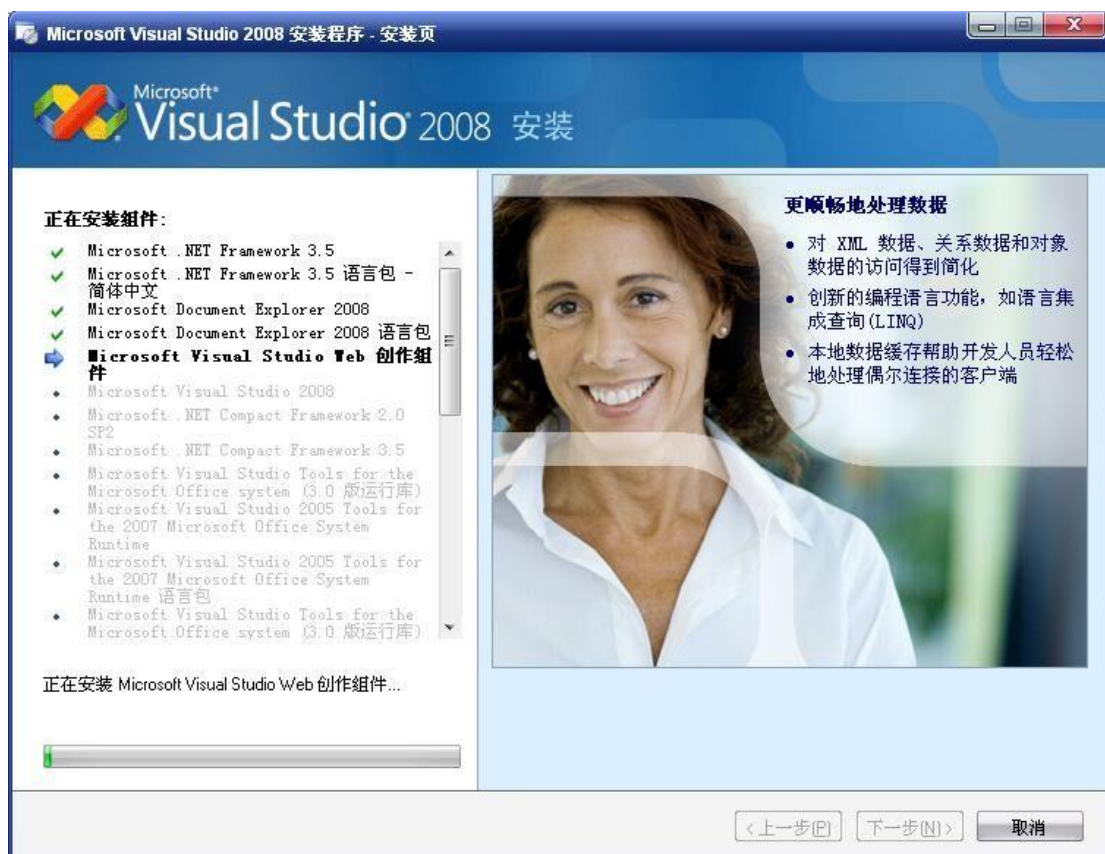 Microsoft Visual Studio 2008 安装程序 - 安装页
Microsoft®
Visual Studio® 2008 安装
正在安装组件:
Microsoft .NET Framework 3.5
Microsoft .NET Framework 3.5 语言包 -
简体中文
Microsoft Document Explorer 2008
Microsoft Document Explorer 2008 语言包
Microsoft Visual Studio Web 创作组
件
Microsoft Visual Studio 2008
Microsoft .NET Compact Framework 2.0
SP2
Microsoft .NET Compact Framework 3.5
Microsoft Visual Studio Tools for the
Microsoft Office system (3.0 版运行库)
Microsoft Visual Studio 2005 Tools for
the 2007 Microsoft Office System
Runtime
Microsoft Visual Studio 2005 Tools for
the 2007 Microsoft Office System
Runtime 语言包
Microsoft Visual Studio Tools for the
Microsoft Office system (3.0 版运行库)
正在安装 Microsoft Visual Studio Web 创作组件...
更顺畅地处理数据
对 XML 数据、关系数据和对象
数据的访问得到简化
创新的编程语言功能，如语言集
成查询(LINQ)
本地数据缓存帮助开发人员轻松
地处理偶尔连接的客户端
<上一步(P)
下一步(N)>
取消